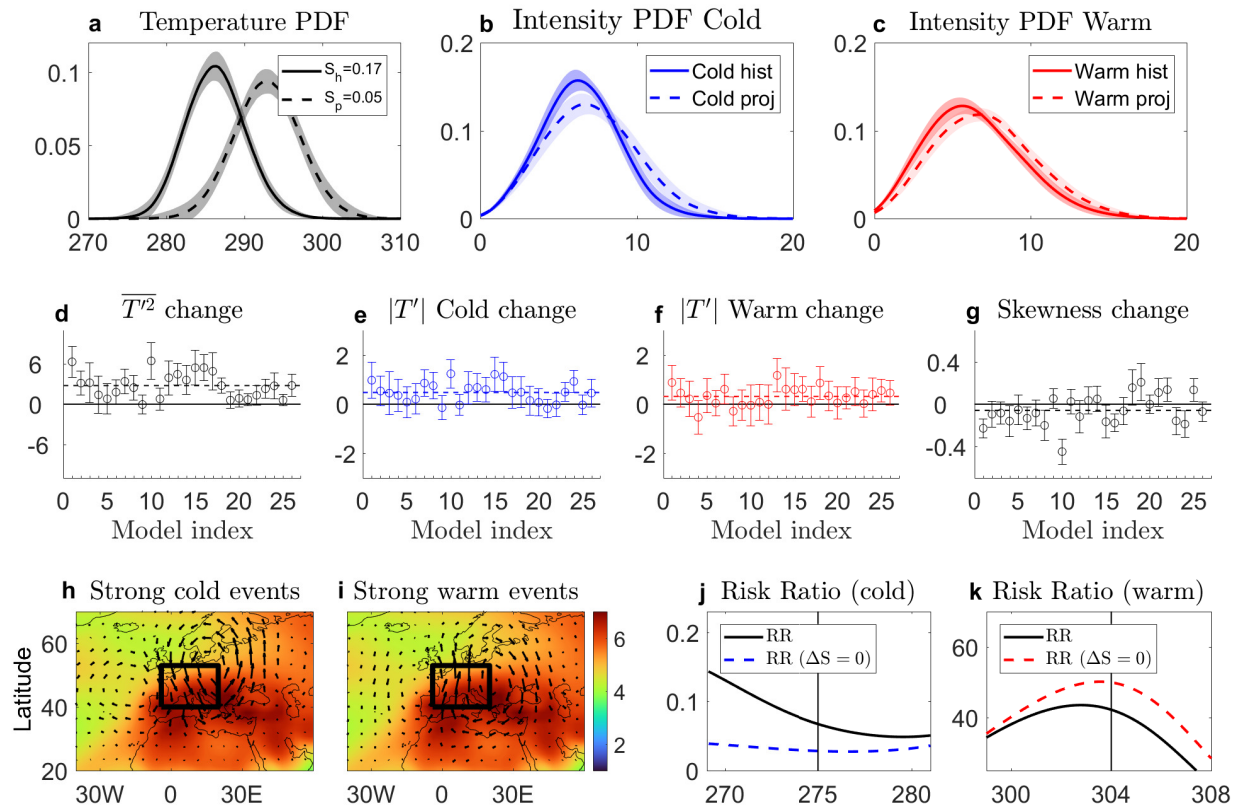 a Temperature PDF
0.1
0.05
0
270 280 290 300 310
S_h=0.17
S_p=0.05
b Intensity PDF Cold
0.2
0.1
0
0 10 20
Cold hist
Cold proj
c Intensity PDF Warm
0.2
0.1
0
0 10 20
Warm hist
Warm proj
d \overline{T'^2} change
6
0
-6
0 5 10 15 20 25
Model index
e |T'| Cold change
2
0
-2
0 5 10 15 20 25
Model index
f |T'| Warm change
2
0
-2
0 5 10 15 20 25
Model index
g Skewness change
0.4
0
-0.4
0 5 10 15 20 25
Model index
h Strong cold events
Latitude
60
40
20
30W 0 30E
i Strong warm events
30W 0 30E
6
4
2
j Risk Ratio (cold)
0.2
0.1
0
270 275 280
RR
RR (ΔS = 0)
k Risk Ratio (warm)
60
40
300 304 308
RR
RR (ΔS = 0)